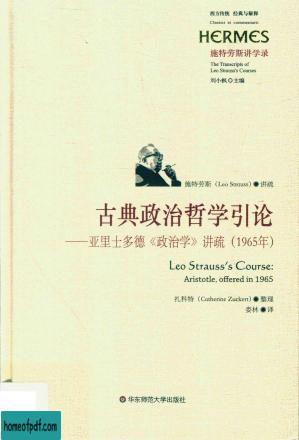 西方传统 经典与解释
Classici et commentarii
HERMES
施特劳斯讲学录
The Transcripts of
Leo Strauss's Courses
刘小枫●主编
施特劳斯(Leo Strauss)●讲疏
古典政治哲学引论
——亚里士多德《政治学》讲疏(1965年)
Leo Strauss's Course:
Aristotle, offered in 1965
扎科特(Catherine Zuckert)●整理
娄林●译
华东师范大学出版社
homeofpdf.com